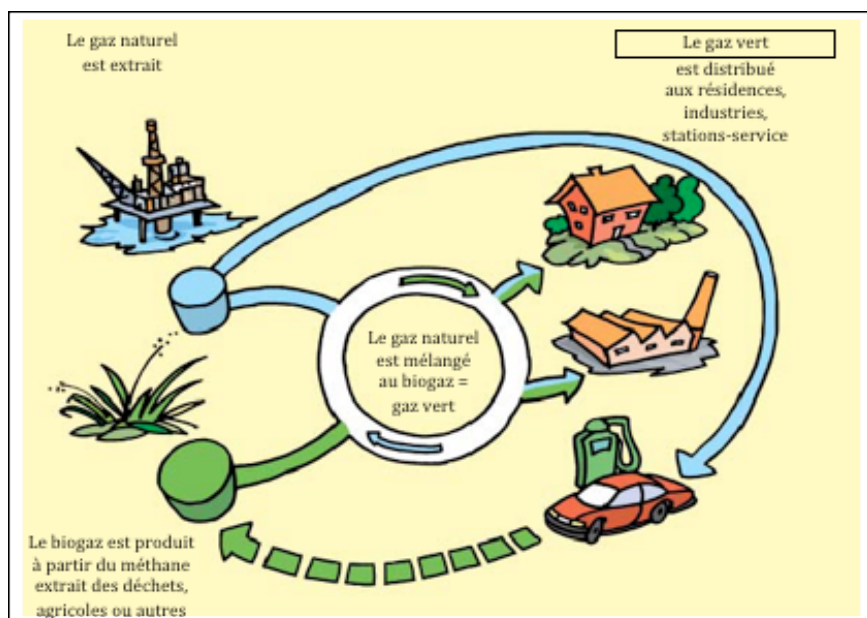 Le gaz naturel
est extrait
Le gaz vert
est distribué
aux résidences,
industries,
stations-service
Le gaz naturel
est mélangé
au biogaz =
gaz vert
Le biogaz est produit
à partir du méthane
extrait des déchets,
agricoles ou autres